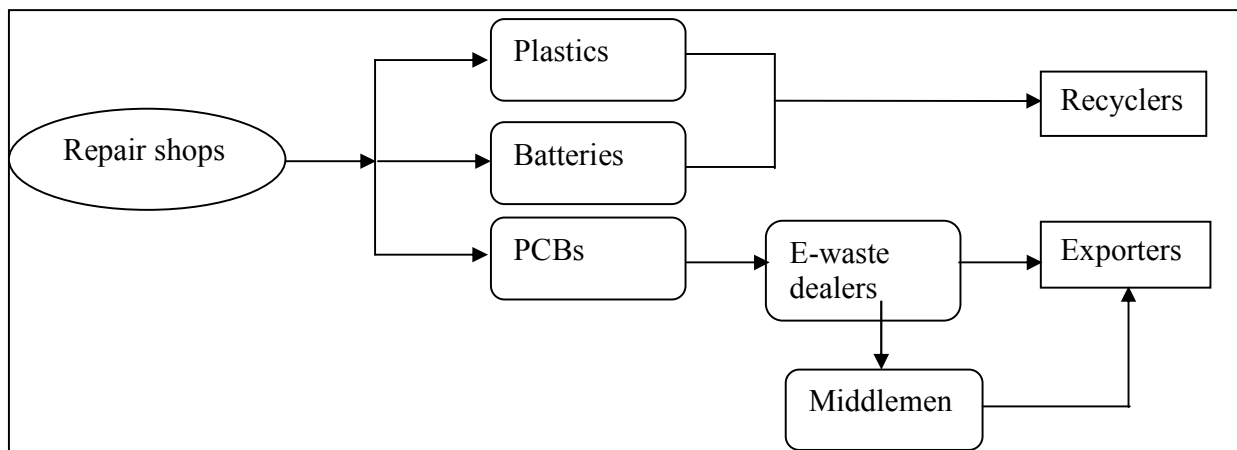 Plastics
Recyclers
Repair shops
Batteries
PCBs
E-waste
dealers
Exporters
Middlemen